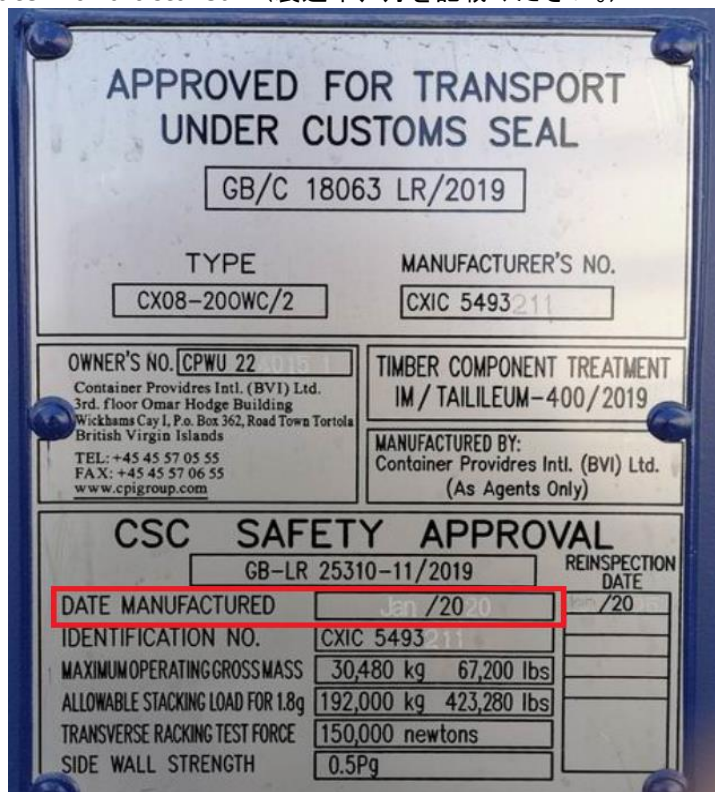 APPROVED FOR TRANSPORT
UNDER CUSTOMS SEAL
GB/C 18063 LR/2019
TYPE
CX08-200WC/2
MANUFACTURER'S NO.
CXIC 5493211
OWNER'S NO. CPWU 22
Container Providres Intl. (BVI) Ltd.
3rd. floor Omar Hodge Building
Wickhams Cay I, P.o. Box 362, Road Town Tortola
British Virgin Islands
TEL: +45 45 57 05 55
FAX: +45 45 57 06 55
www.cpigroup.com
TIMBER COMPONENT TREATMENT
IM / TAILILEUM-400/2019
MANUFACTURED BY:
Container Providres Intl. (BVI) Ltd.
(As Agents Only)
CSC SAFETY APPROVAL
GB-LR 25310-11/2019
REINSPECTION
DATE
/20
DATE MANUFACTURED Jan /2020
IDENTIFICATION NO. CXIC 5493211
MAXIMUM OPERATING GROSS MASS 30,480 kg 67,200 lbs
ALLOWABLE STACKING LOAD FOR 1.8g 192,000 kg 423,280 lbs
TRANSVERSE RACKING TEST FORCE 150,000 newtons
SIDE WALL STRENGTH 0.5Pg